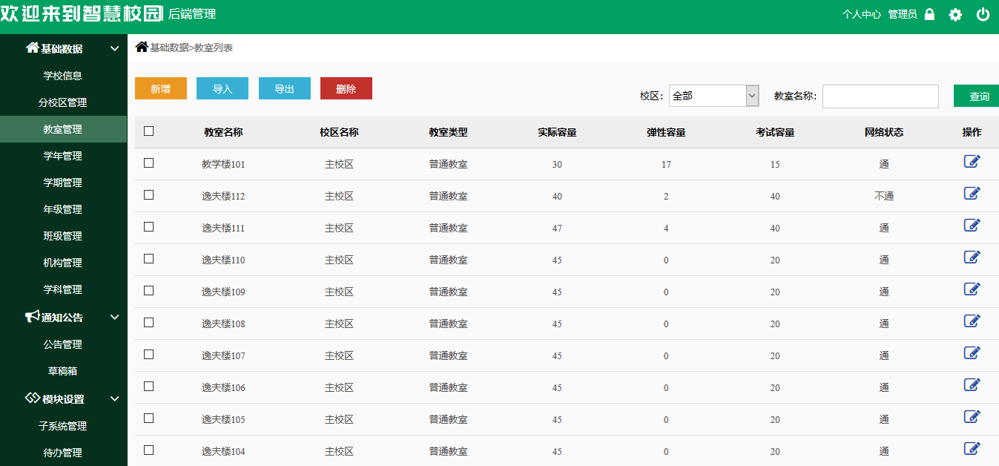 欢迎来到智慧校园 后端管理 个人中心 管理员
基础数据
学校信息
分校区管理
教室管理
学年管理
学期管理
年级管理
班级管理
机构管理
学科管理
通知公告
公告管理
草稿箱
模块设置
子系统管理
待办管理
基础数据>教室列表
新增 导入 导出 删除
校区: 全部 教室名称: 查询
教室名称 校区名称 教室类型 实际容量 弹性容量 考试容量 网络状态 操作
教学楼101 主校区 普通教室 30 17 15 通
逸夫楼112 主校区 普通教室 40 2 40 不通
逸夫楼111 主校区 普通教室 47 4 40 通
逸夫楼110 主校区 普通教室 45 0 20 通
逸夫楼109 主校区 普通教室 45 0 20 通
逸夫楼108 主校区 普通教室 45 0 20 通
逸夫楼107 主校区 普通教室 45 0 20 通
逸夫楼106 主校区 普通教室 45 0 20 通
逸夫楼105 主校区 普通教室 45 0 20 通
逸夫楼104 主校区 普通教室 45 0 20 通